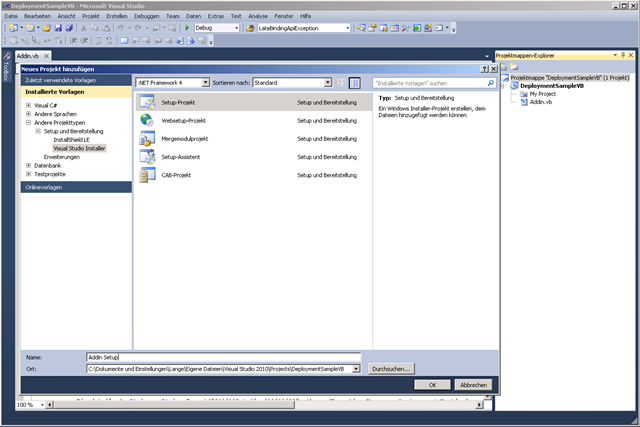 DeploymentSampleVB - Microsoft Visual Studio
Datei Bearbeiten Ansicht Projekt Erstellen Debuggen Team Daten Extras Test Analyse Fenster Hilfe
Debug LateBindingApiException
Toolbox
Addin.vb
Neues Projekt hinzufügen
Zuletzt verwendete Vorlagen
Installierte Vorlagen
Visual C#
Andere Sprachen
Andere Projekttypen
Setup und Bereitstellung
InstallShield LE
Visual Studio Installer
Erweiterungen
Datenbank
Testprojekte
Onlinevorlagen
.NET Framework 4 Sortieren nach: Standard
Setup-Projekt Setup und Bereitstellung
Websetup-Projekt Setup und Bereitstellung
Mergemodulprojekt Setup und Bereitstellung
Setup-Assistent Setup und Bereitstellung
CAB-Projekt Setup und Bereitstellung
"Installierte Vorlagen" suchen
Typ: Setup und Bereitstellung
Ein Windows Installer-Projekt erstellen, dem
Dateien hinzugefügt werden können
Name: Addin Setup
Ort: C:\Dokumente und Einstellungen\Lange\Eigene Dateien\Visual Studio 2010\Projects\DeploymentSampleVB Durchsuchen...
OK Abbrechen
100 %
Projektmappen-Explorer
Projektmappe "DeploymentSampleVB" (1 Projekt)
DeploymentSampleVB
My Project
Addin.vb